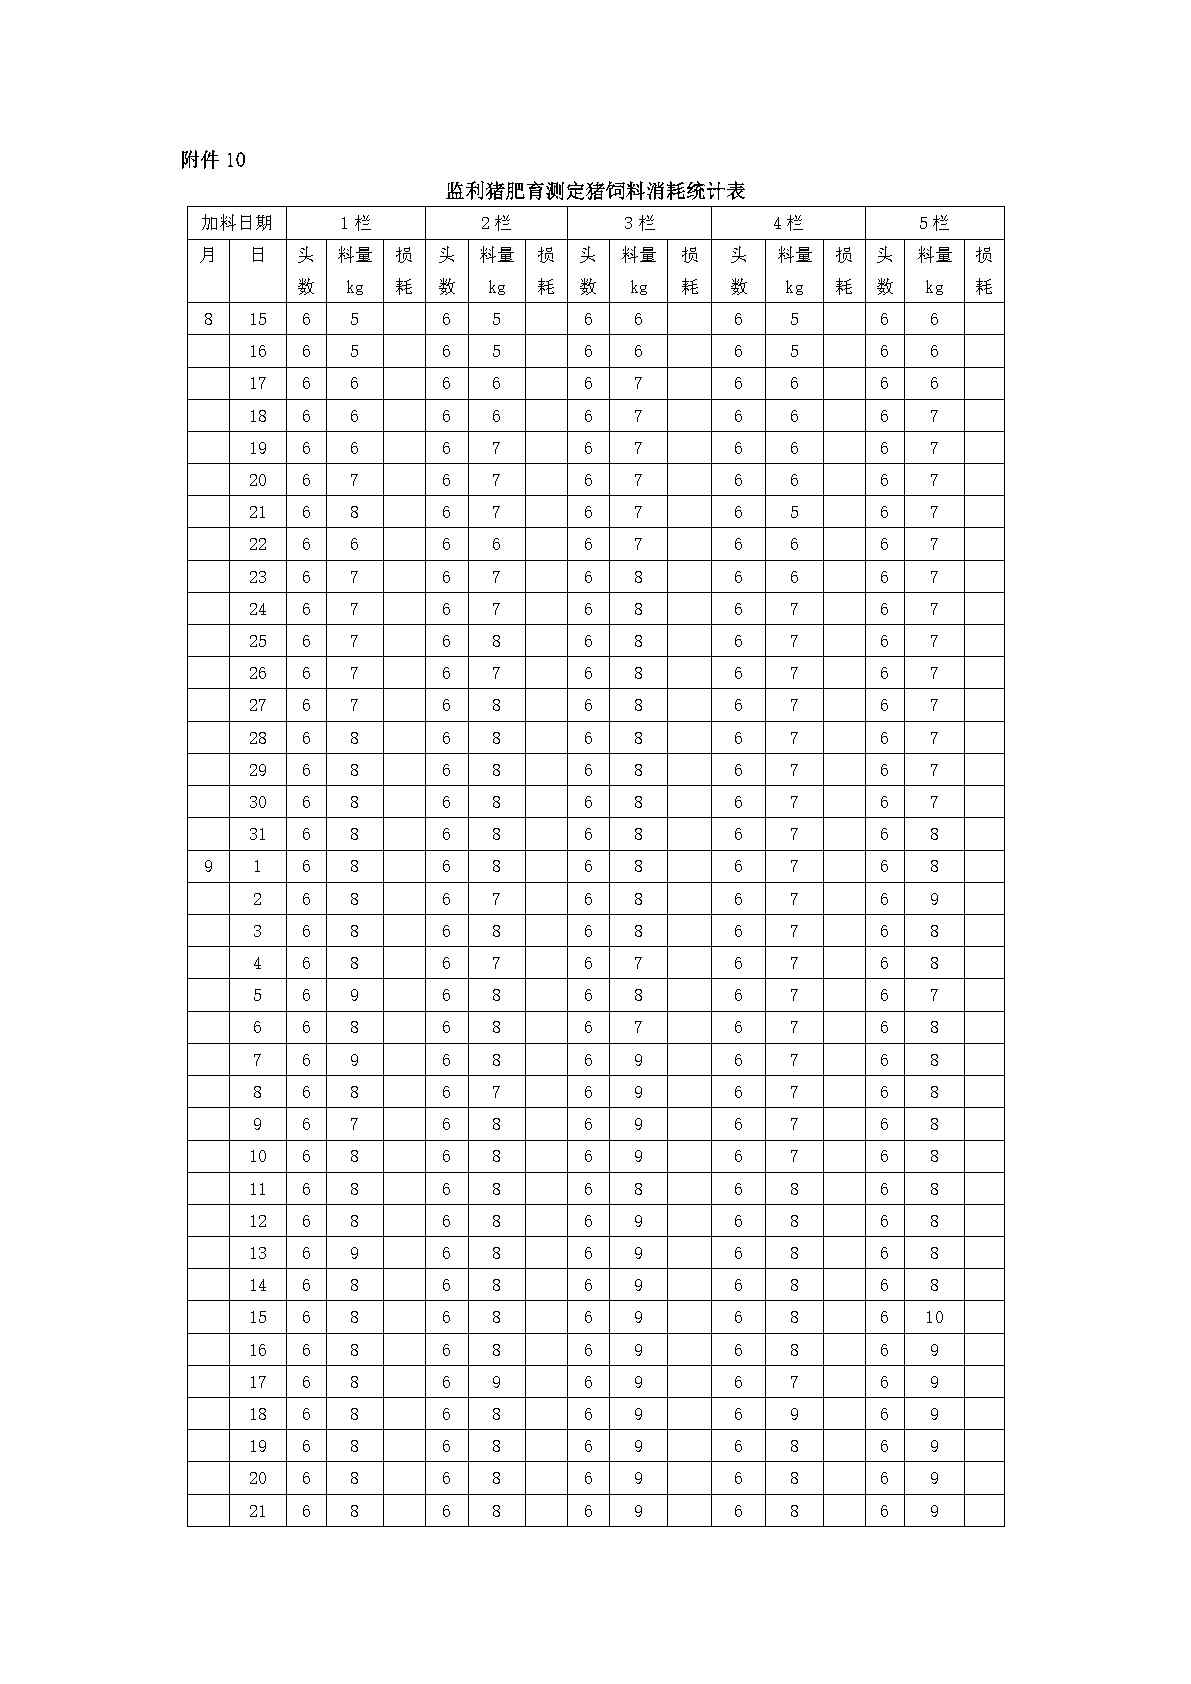 附件 10
监利猪肥育测定猪饲料消耗统计表
加料日期 1 栏 2 栏 3 栏 4 栏 5 栏
月 日 头数 料量kg 损耗 头数 料量kg 损耗 头数 料量kg 损耗 头数 料量kg 损耗 头数 料量kg 损耗
8 15 6 5 6 5 6 6 6 5 6 6
16 6 5 6 5 6 6 6 5 6 6
17 6 6 6 6 6 7 6 6 6 6
18 6 6 6 6 6 7 6 6 6 7
19 6 6 6 7 6 7 6 6 6 7
20 6 7 6 7 6 7 6 6 6 7
21 6 8 6 7 6 7 6 5 6 7
22 6 6 6 6 6 7 6 6 6 7
23 6 7 6 7 6 8 6 6 6 7
24 6 7 6 7 6 8 6 7 6 7
25 6 7 6 8 6 8 6 7 6 7
26 6 7 6 7 6 8 6 7 6 7
27 6 7 6 8 6 8 6 7 6 7
28 6 8 6 8 6 8 6 7 6 7
29 6 8 6 8 6 8 6 7 6 7
30 6 8 6 8 6 8 6 7 6 7
31 6 8 6 8 6 8 6 7 6 8
9 1 6 8 6 8 6 8 6 7 6 8
2 6 8 6 7 6 8 6 7 6 9
3 6 8 6 8 6 8 6 7 6 8
4 6 8 6 7 6 7 6 7 6 8
5 6 9 6 8 6 8 6 7 6 7
6 6 8 6 8 6 7 6 7 6 8
7 6 9 6 8 6 9 6 7 6 8
8 6 8 6 7 6 9 6 7 6 8
9 6 7 6 8 6 9 6 7 6 8
10 6 8 6 8 6 9 6 7 6 8
11 6 8 6 8 6 8 6 8 6 8
12 6 8 6 8 6 9 6 8 6 8
13 6 9 6 8 6 9 6 8 6 8
14 6 8 6 8 6 9 6 8 6 8
15 6 8 6 8 6 9 6 8 6 10
16 6 8 6 8 6 9 6 8 6 9
17 6 8 6 9 6 9 6 7 6 9
18 6 8 6 8 6 9 6 9 6 9
19 6 8 6 8 6 9 6 8 6 9
20 6 8 6 8 6 9 6 8 6 9
21 6 8 6 8 6 9 6 8 6 9